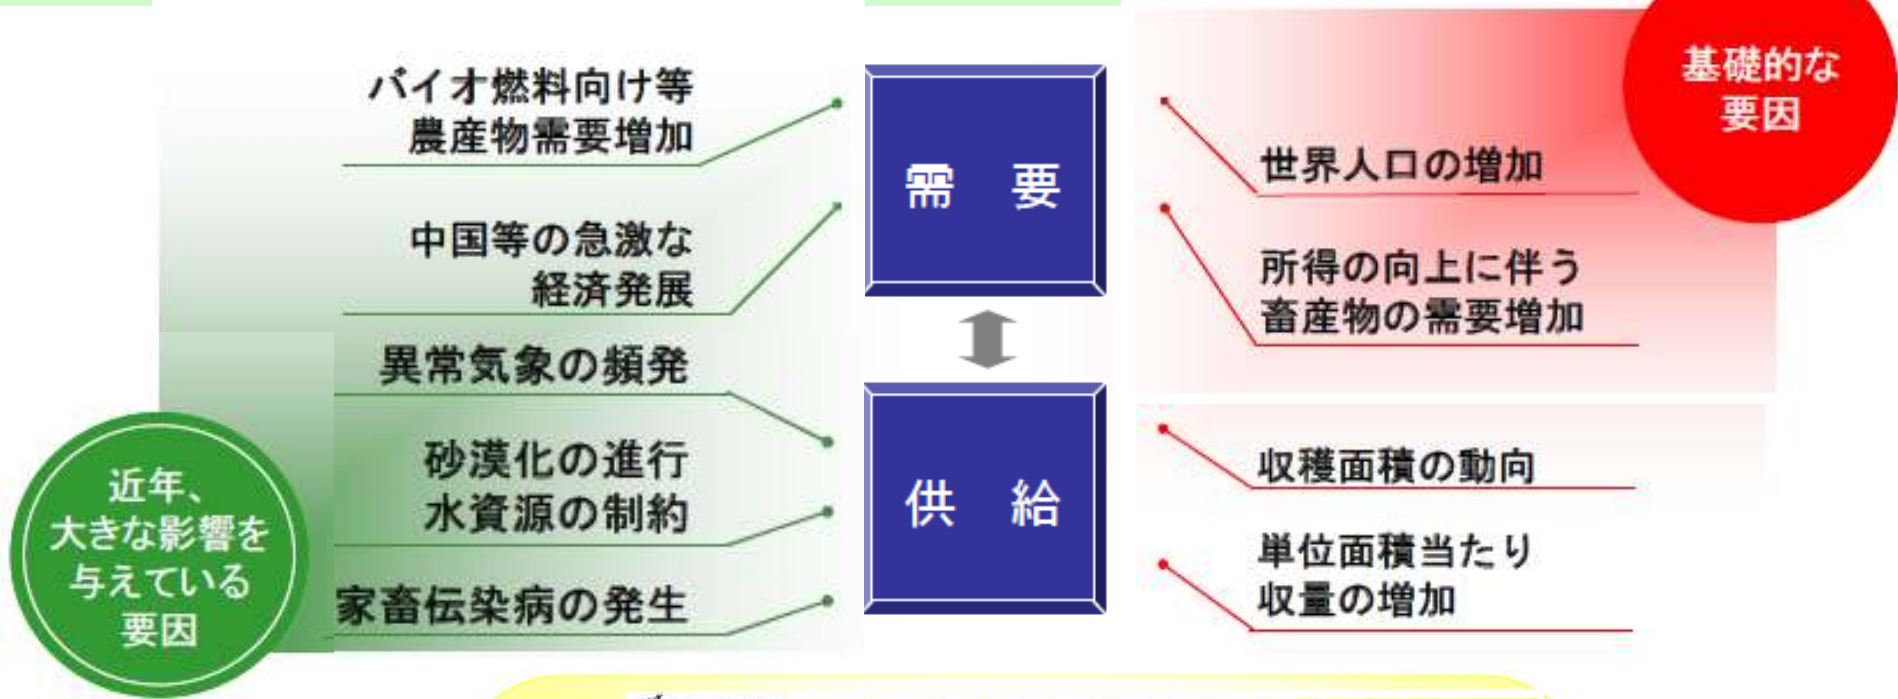 基礎的な
要因
バイオ燃料向け等
農産物需要増加
中国等の急激な
経済発展
需　要
世界人口の増加
所得の向上に伴う
畜産物の需要増加
異常気象の頻発
砂漠化の進行
水資源の制約
家畜伝染病の発生
供　給
収穫面積の動向
単位面積当たり
収量の増加
近年、
大きな影響を
与えている
要因